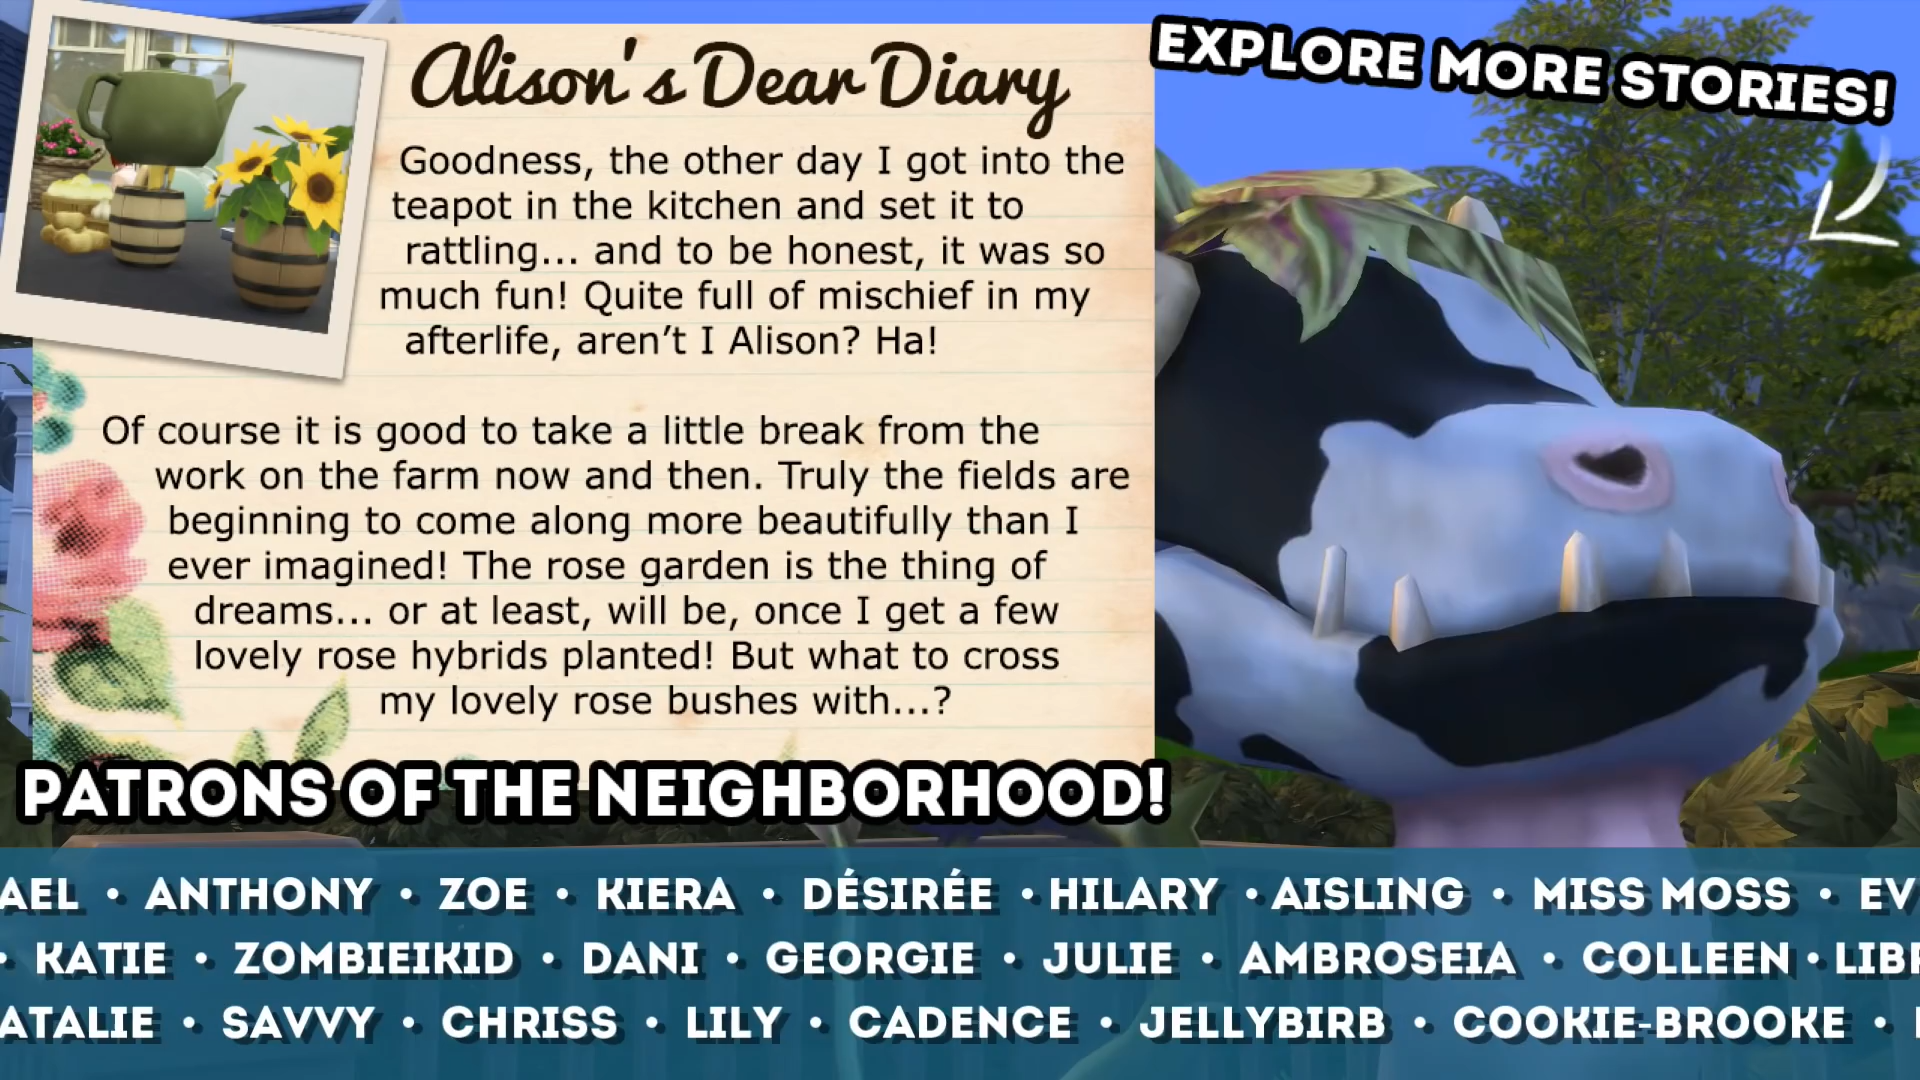 Alison's Dear Diary
EXPLORE MORE STORIES!
Goodness, the other day I got into the
teapot in the kitchen and set it to
rattling... and to be honest, it was so
much fun! Quite full of mischief in my
afterlife, aren’t I Alison? Ha!
Of course it is good to take a little break from the
work on the farm now and then. Truly the fields are
beginning to come along more beautifully than I
ever imagined! The rose garden is the thing of
dreams... or at least, will be, once I get a few
lovely rose hybrids planted! But what to cross
my lovely rose bushes with...?
PATRONS OF THE NEIGHBORHOOD!
AEL • ANTHONY • ZOE • KIERA • DÉSIRÉE • HILARY • AISLING • MISS MOSS • EV
• KATIE • ZOMBIEIKID • DANI • GEORGIE • JULIE • AMBROSEIA • COLLEEN • LIBR
ATALIE • SAVVY • CHRISS • LILY • CADENCE • JELLYBIRB • COOKIE-BROOKE •